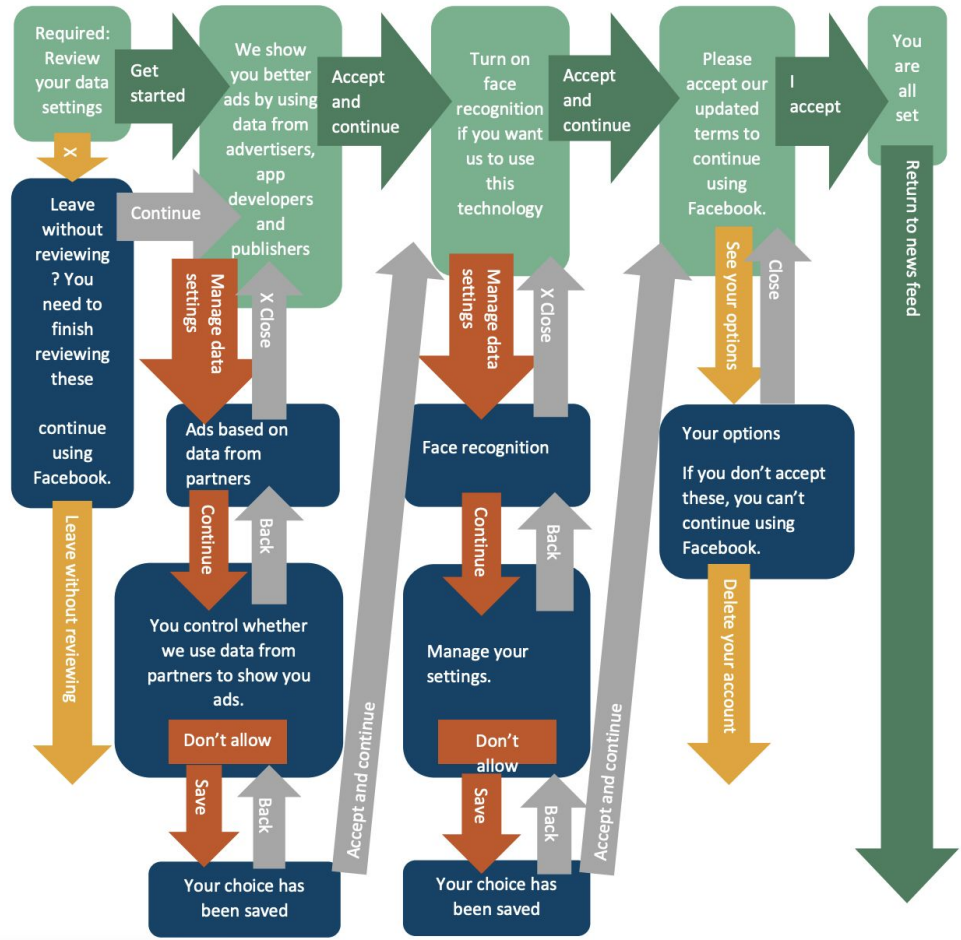 Required:
Review
your data
settings
Get
started
We show
you better
ads by using
data from
advertisers,
app
developers
and
publishers
Accept
and
continue
Turn on
face
recognition
if you want
us to use
this
technology
Accept
and
continue
Please
accept our
updated
terms to
continue
using
Facebook.
I
accept
You
are
all
set
X
Leave
without
reviewing
? You
need to
finish
reviewing
these
continue
using
Facebook.
Continue
Manage data
settings
X Close
Manage data
settings
X Close
See your options
Close
Return to news feed
Ads based on
data from
partners
Face recognition
Your options
If you don’t accept
these, you can’t
continue using
Facebook.
Leave without reviewing
Continue
Back
Continue
Back
Delete your account
You control whether
we use data from
partners to show you
ads.
Don’t allow
Manage your
settings.
Don’t
allow
Save
Back
Accept and continue
Save
Back
Accept and continue
Your choice has
been saved
Your choice has
been saved